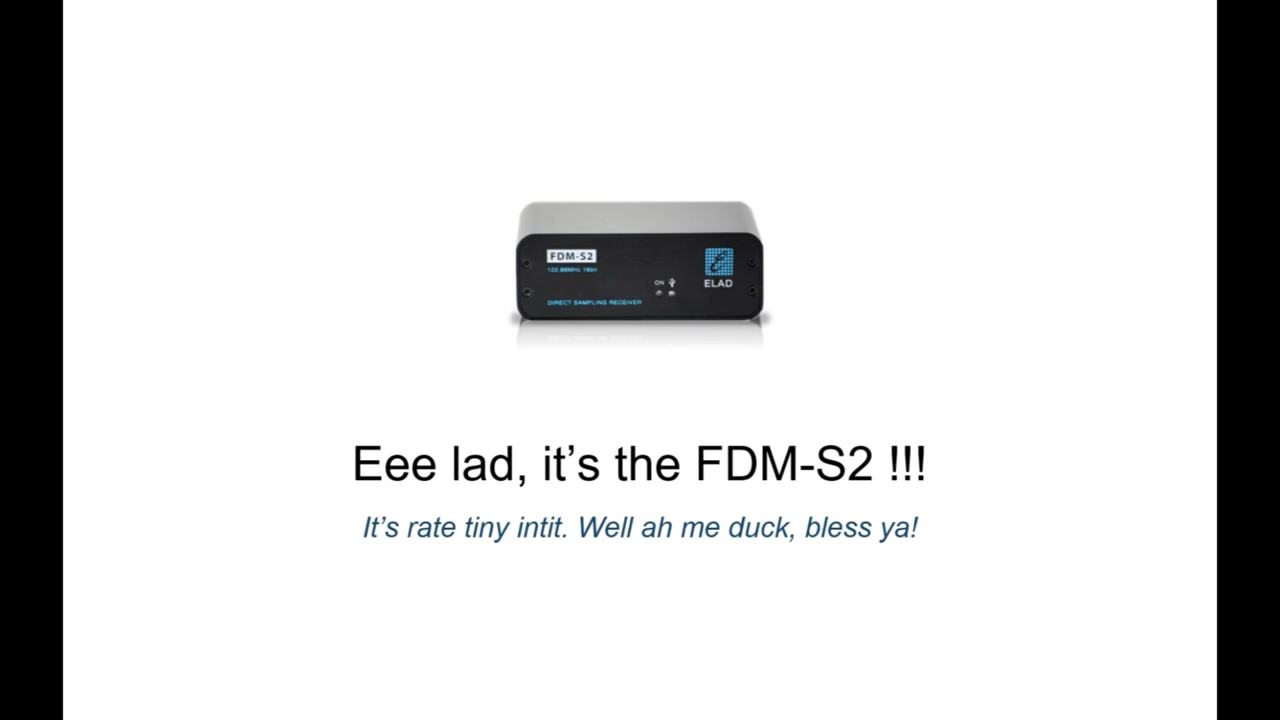 FDM-S2
122.88MHz 16bit
ON
ELAD
DIRECT SAMPLING RECEIVER
Eee lad, it’s the FDM-S2 !!!
It’s rate tiny intit. Well ah me duck, bless ya!